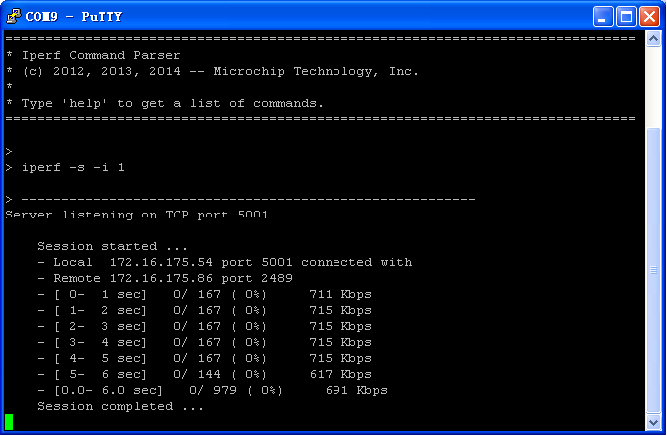 COM9 - PuTTY
==============================================================================
* Iperf Command Parser
* (c) 2012, 2013, 2014 -- Microchip Technology, Inc.
*
* Type 'help' to get a list of commands.
==============================================================================
>
> iperf -s -i 1
> ---------------------------------------------------------
Server listening on TCP port 5001
Session started ...
- Local  172.16.175.54 port 5001 connected with
- Remote 172.16.175.86 port 2489
- [ 0-  1 sec]   0/ 167 ( 0%)     711 Kbps
- [ 1-  2 sec]   0/ 167 ( 0%)     715 Kbps
- [ 2-  3 sec]   0/ 167 ( 0%)     715 Kbps
- [ 3-  4 sec]   0/ 167 ( 0%)     715 Kbps
- [ 4-  5 sec]   0/ 167 ( 0%)     715 Kbps
- [ 5-  6 sec]   0/ 144 ( 0%)     617 Kbps
- [0.0- 6.0 sec]   0/ 979 ( 0%)     691 Kbps
Session completed ...